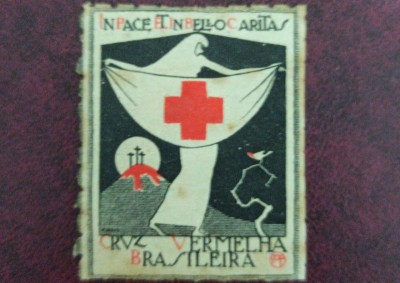 IN PACE ET IN BELLO CARITAS
CRUZ VERMELHA
BRASILEIRA